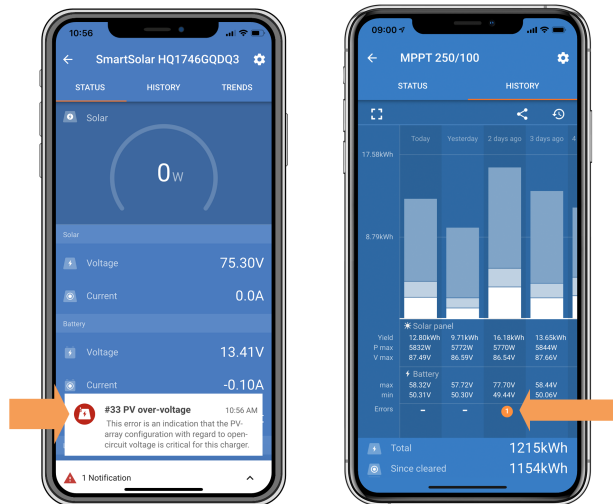 10:56
SmartSolar HQ1746GQDQ3
STATUS HISTORY TRENDS
Solar
0W
Solar
Voltage 75.30V
Current 0.0A
Battery
Voltage 13.41V
Current -0.10A
#33 PV over-voltage 10:56 AM
This error is an indication that the PV-
array configuration with regard to open-
circuit voltage is critical for this charger.
1 Notification
09:00
MPPT 250/100
STATUS HISTORY
Today Yesterday 2 days ago 3 days ago 4
17.58kWh
8.79kWh
Solar panel
Yield 12.80kWh 9.71kWh 16.18kWh 13.65kWh
P max 5832W 5772W 5770W 5844W
V max 87.49V 86.59V 86.54V 87.66V
Battery
max 58.32V 57.72V 77.70V 58.44V
min 50.31V 50.30V 49.44V 50.06V
Errors - - 1
Total 1215kWh
Since cleared 1154kWh